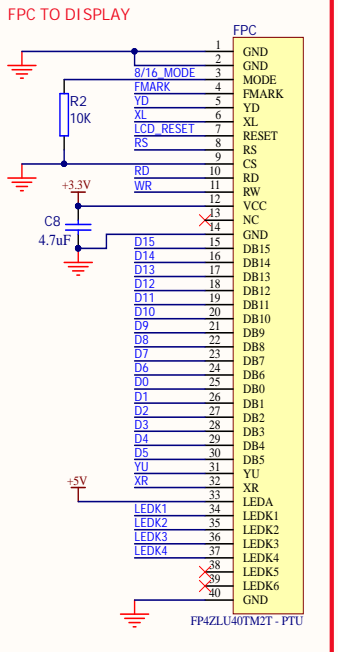 FPC TO DISPLAY
FPC
1 GND
2 GND
8/16_MODE 3 MODE
FMARK 4 FMARK
YD 5 YD
XL 6 XL
LCD_RESET 7 RESET
RS 8 RS
9 CS
RD 10 RD
WR 11 RW
12 VCC
13 NC
14 GND
D15 15 DB15
D14 16 DB14
D13 17 DB13
D12 18 DB12
D11 19 DB11
D10 20 DB10
D9 21 DB9
D8 22 DB8
D7 23 DB7
D6 24 DB6
D0 25 DB0
D1 26 DB1
D2 27 DB2
D3 28 DB3
D4 29 DB4
D5 30 DB5
YU 31 YU
XR 32 XR
33 LEDA
LEDK1 34 LEDK1
LEDK2 35 LEDK2
LEDK3 36 LEDK3
LEDK4 37 LEDK4
38 LEDK5
39 LEDK6
40 GND
FP4ZLU40TM2T - PTU
R2
10K
+3.3V
C8
4.7uF
+5V